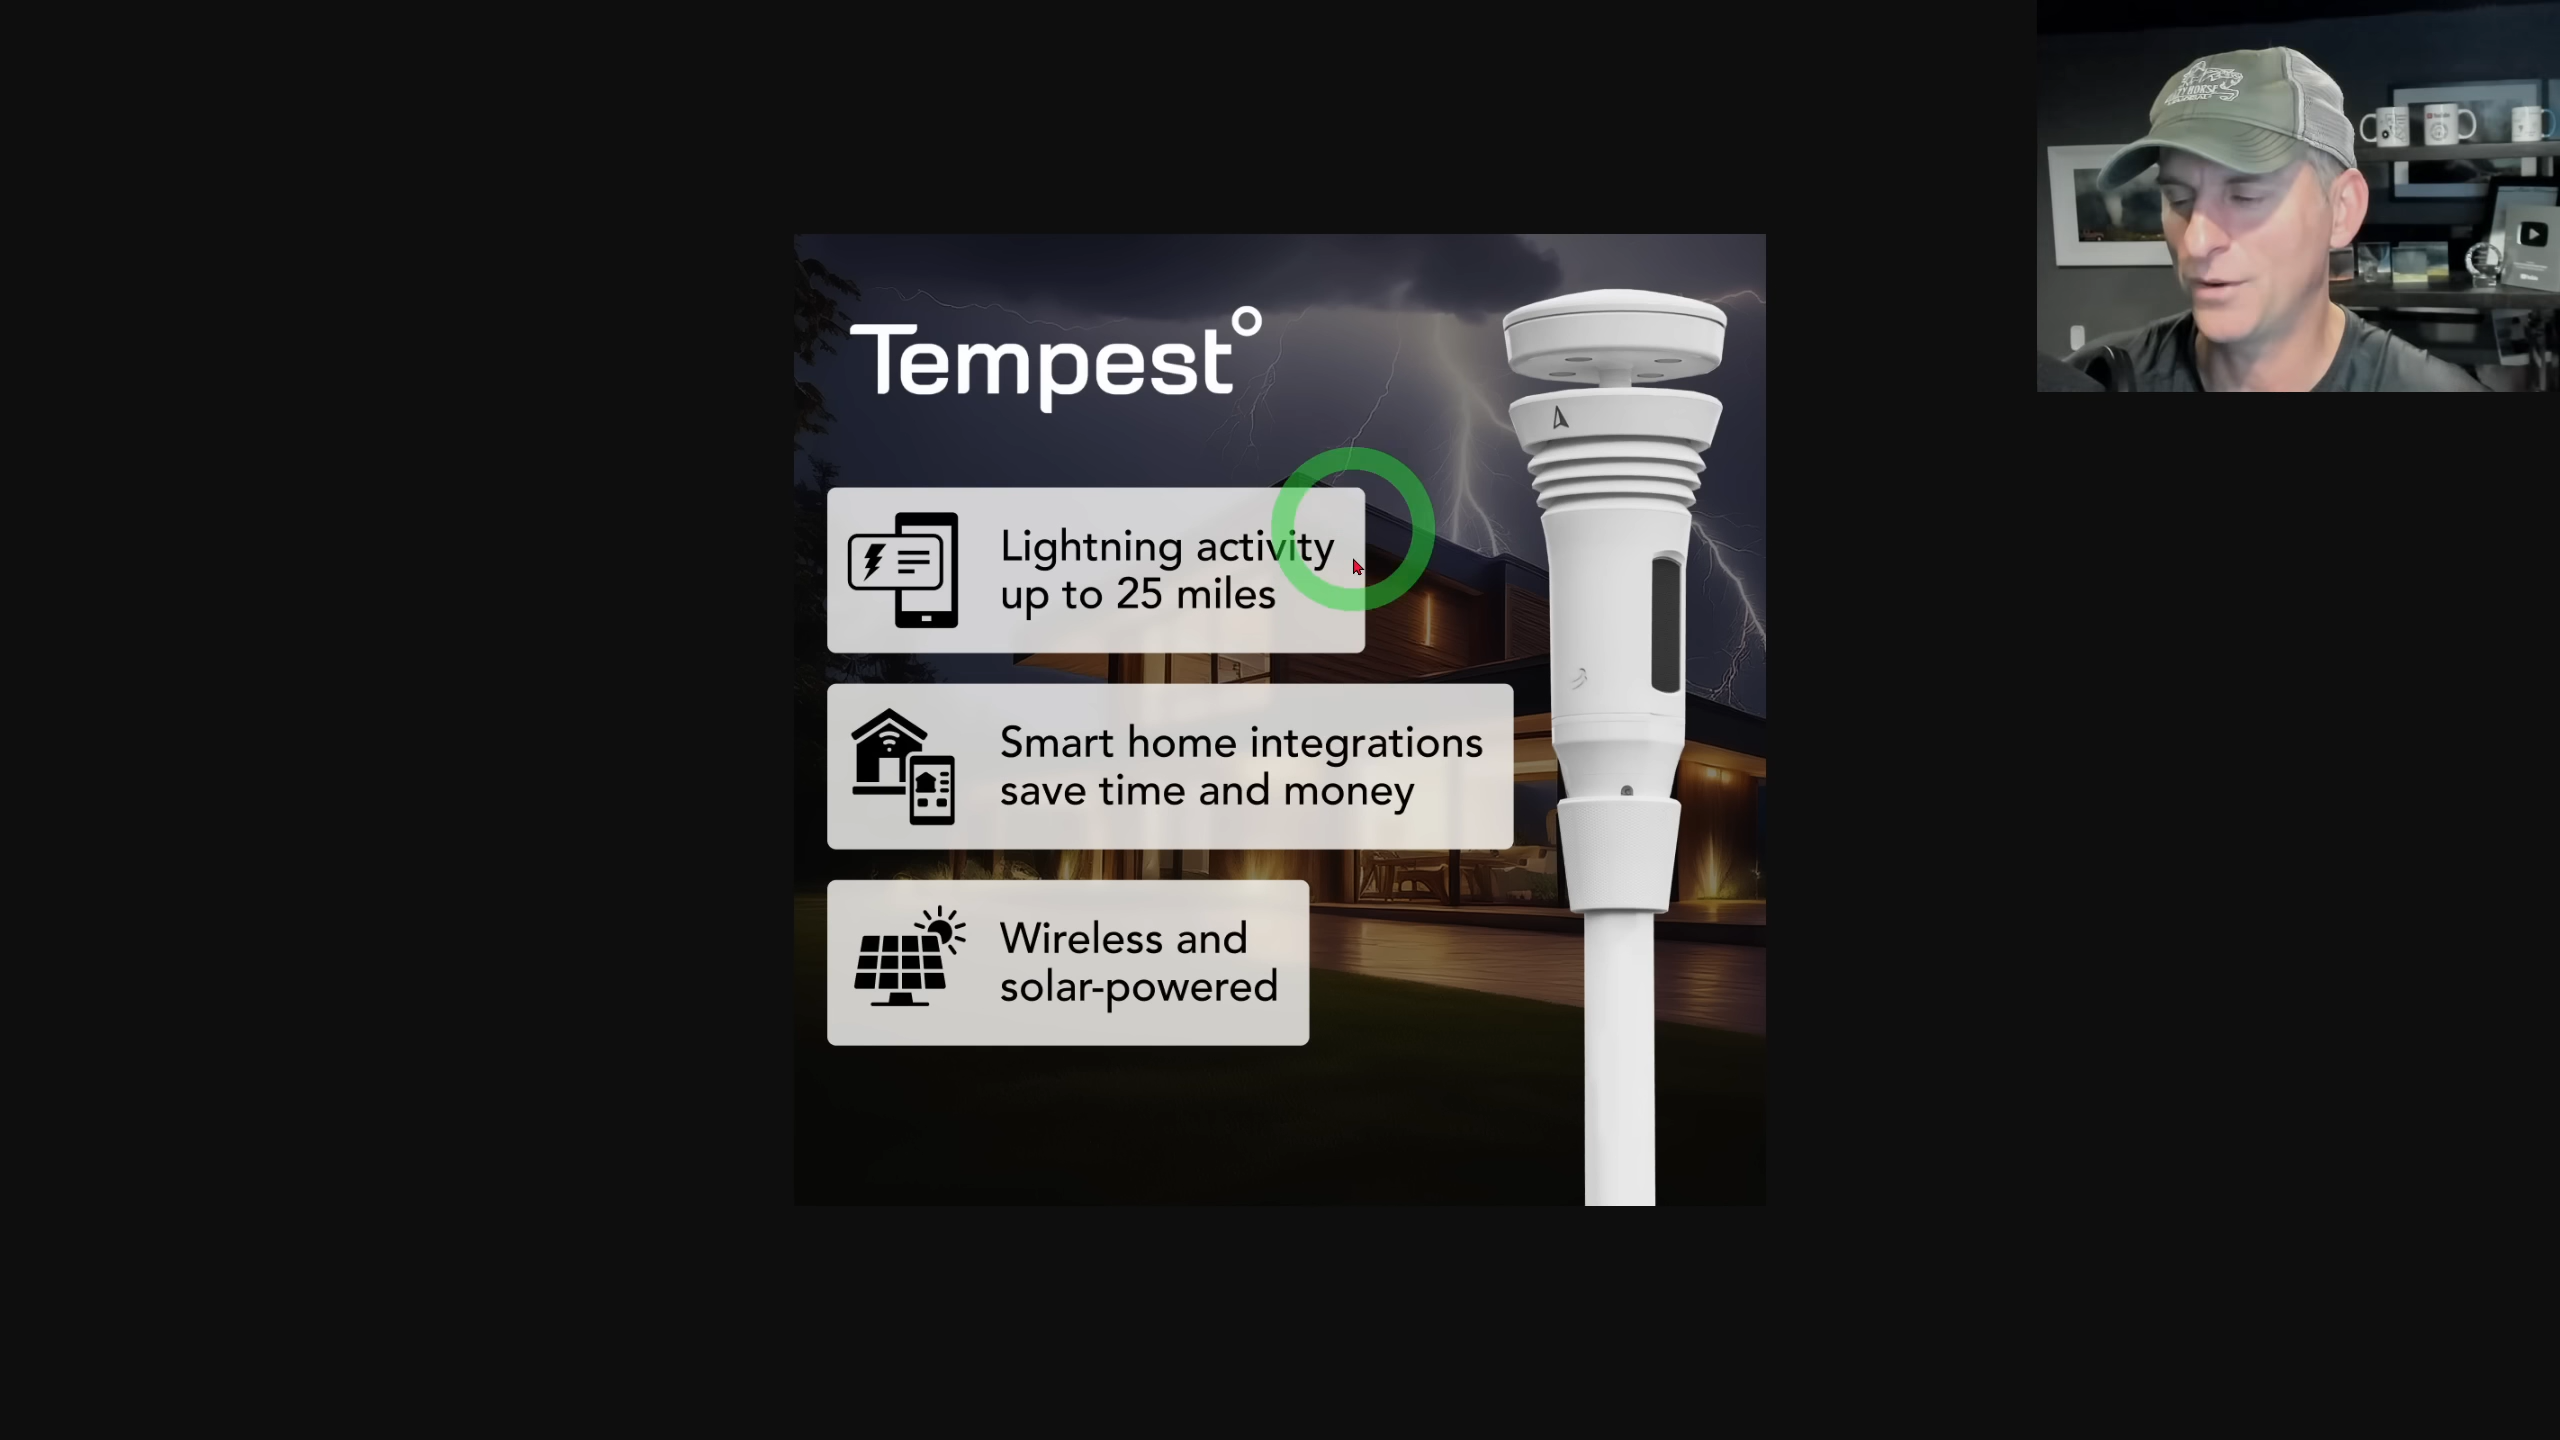 Tempest°
Lightning activity
up to 25 miles
Smart home integrations
save time and money
Wireless and
solar-powered